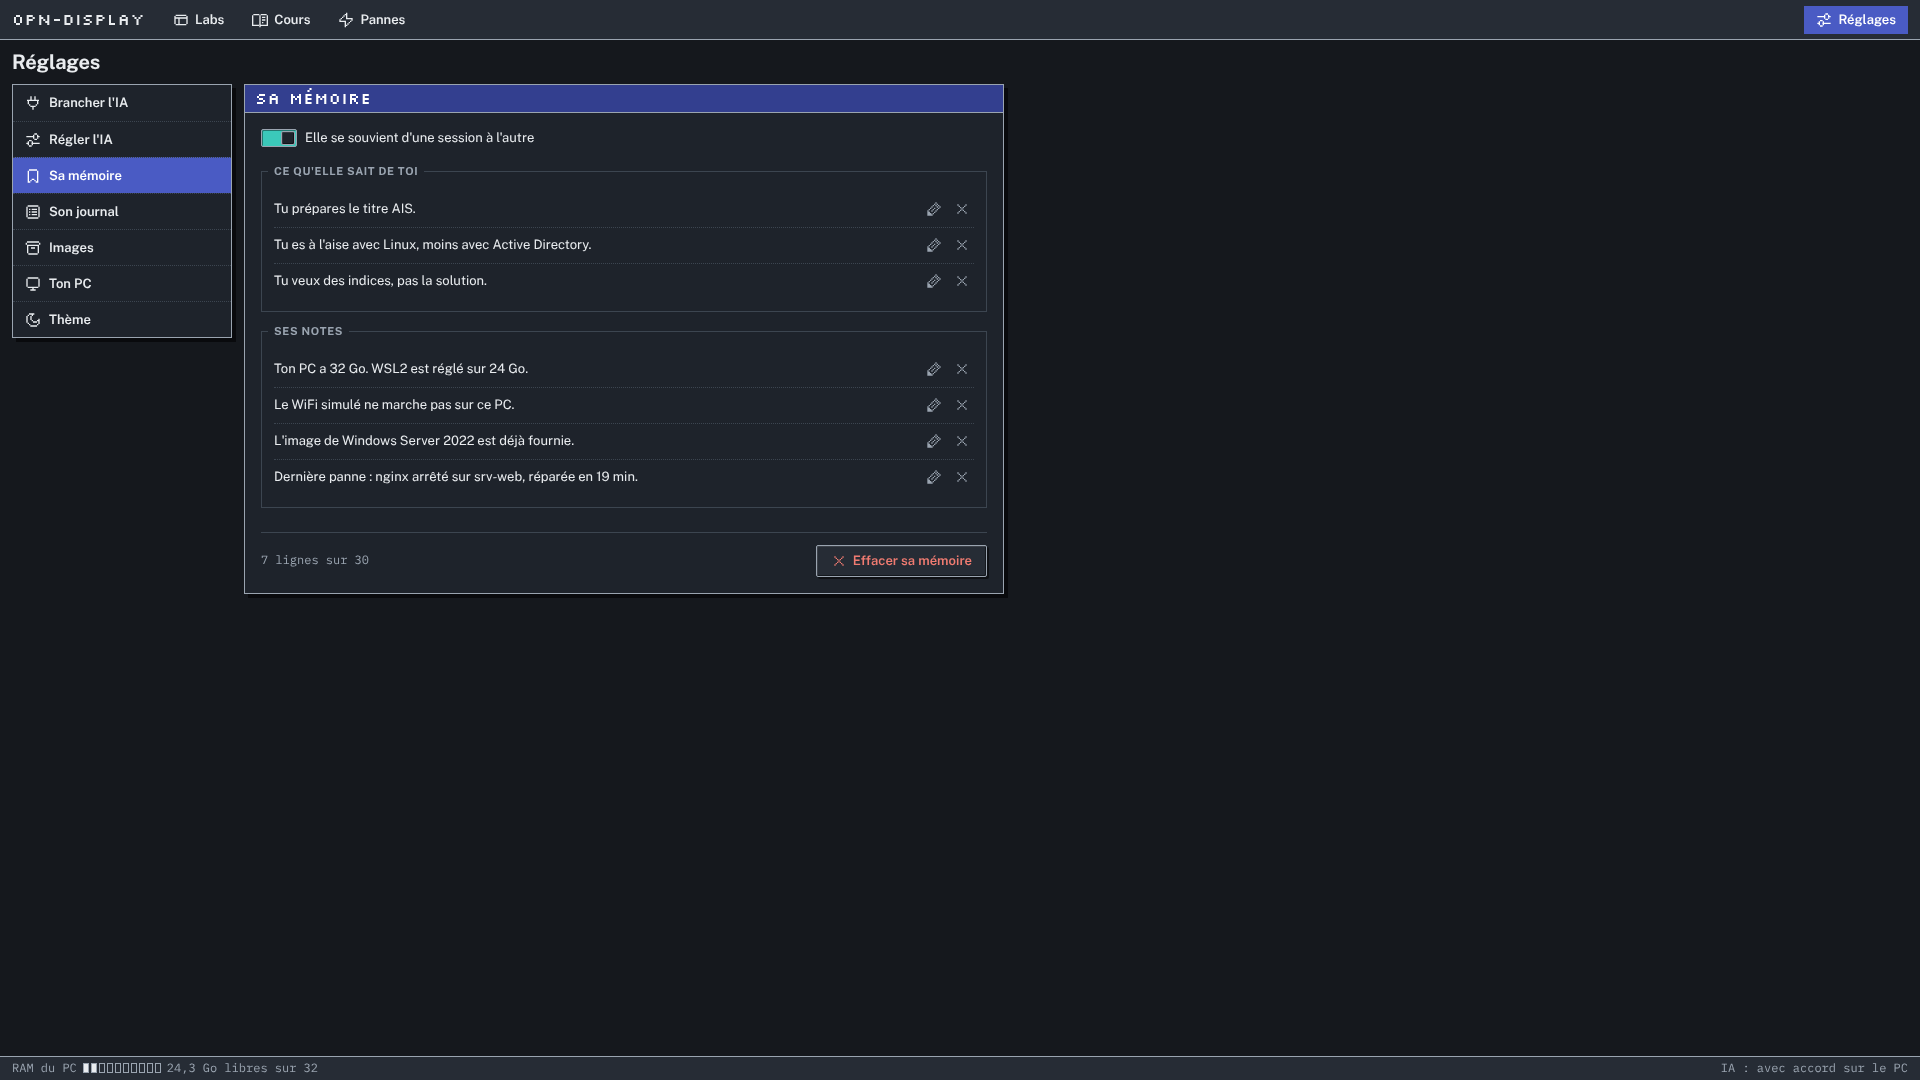 OPN-DISPLAY Labs Cours Pannes Réglages
Réglages
Brancher l'IA
Régler l'IA
Sa mémoire
Son journal
Images
Ton PC
Thème
SA MÉMOIRE
Elle se souvient d'une session à l'autre
CE QU'ELLE SAIT DE TOI
Tu prépares le titre AIS.
Tu es à l'aise avec Linux, moins avec Active Directory.
Tu veux des indices, pas la solution.
SES NOTES
Ton PC a 32 Go. WSL2 est réglé sur 24 Go.
Le WiFi simulé ne marche pas sur ce PC.
L'image de Windows Server 2022 est déjà fournie.
Dernière panne : nginx arrêté sur srv-web, réparée en 19 min.
7 lignes sur 30
Effacer sa mémoire
RAM du PC 24,3 Go libres sur 32
IA : avec accord sur le PC